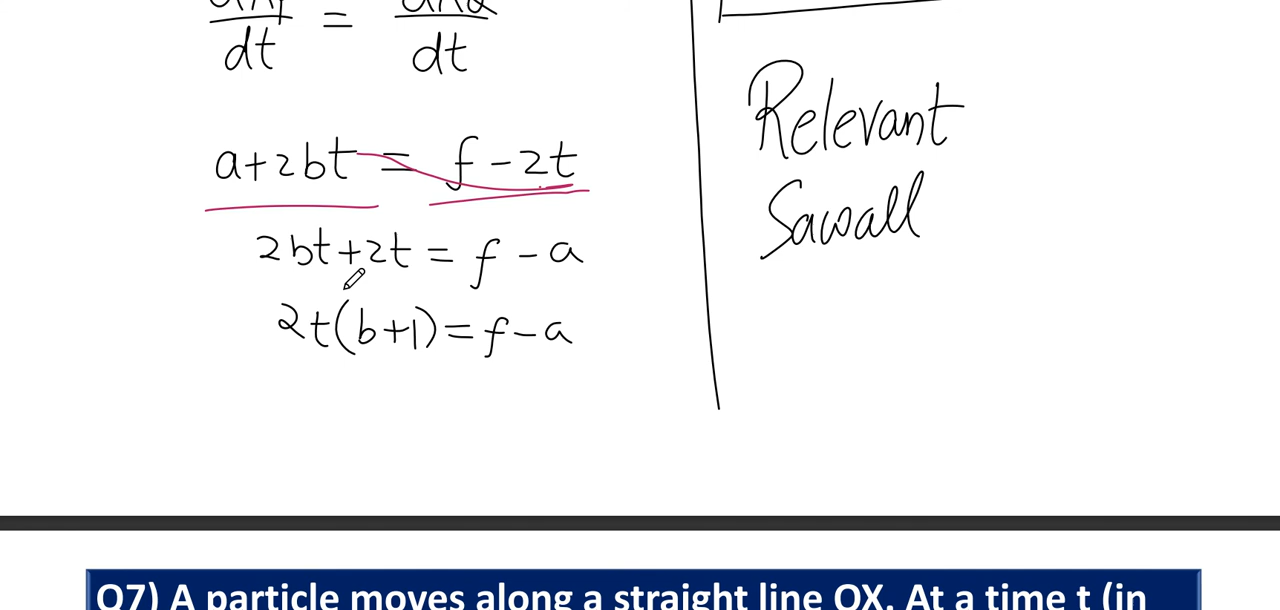 dt = dt
a+2bt = f-2t
2bt+2t = f-a
2t(b+1)=f-a
Relevant
Sawall
Q7) A particle moves along a straight line OX. At a time t (in